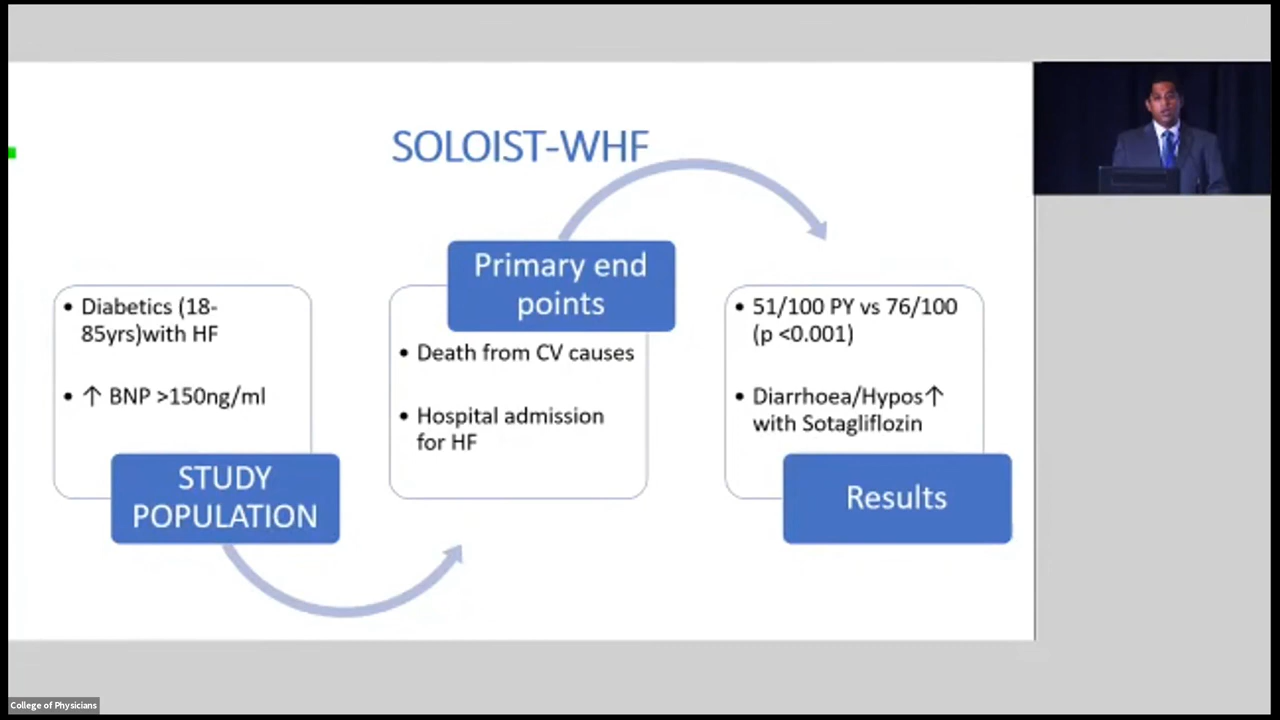 SOLOIST-WHF
• Diabetics (18-
85yrs)with HF
• ↑ BNP >150ng/ml
STUDY
POPULATION
Primary end
points
• Death from CV causes
• Hospital admission
for HF
• 51/100 PY vs 76/100
(p <0.001)
• Diarrhoea/Hypos↑
with Sotagliflozin
Results
College of Physicians